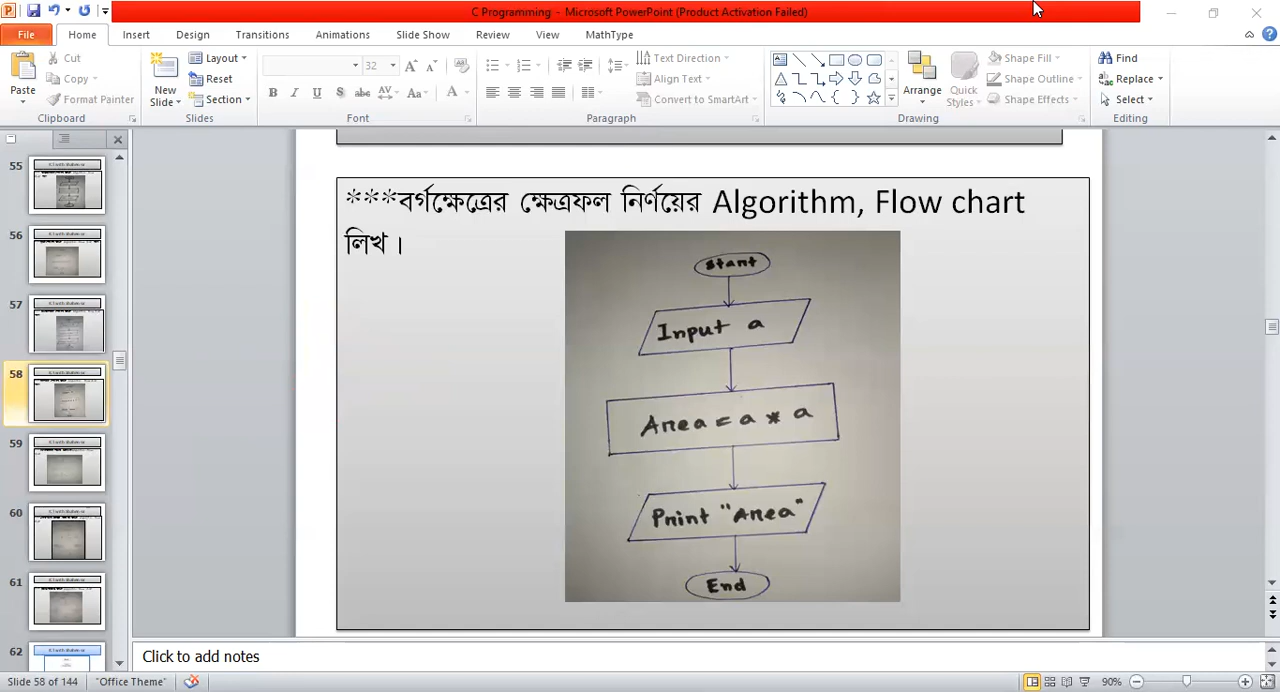 C Programming - Microsoft PowerPoint (Product Activation Failed)
File Home Insert Design Transitions Animations Slide Show Review View MathType
Cut
Copy
Format Painter
Paste
Clipboard
New Slide
Layout
Reset
Section
Slides
32
Font
Text Direction
Align Text
Convert to SmartArt
Paragraph
Arrange
Quick Styles
Shape Fill
Shape Outline
Shape Effects
Drawing
Find
Replace
Select
Editing
55
56
57
58
59
60
61
62
***বর্গক্ষেত্রের ক্ষেত্রফল নির্ণয়ের Algorithm, Flow chart
লিখ।
Start
Input a
Area = a * a
Print "Area"
End
Click to add notes
Slide 58 of 144 "Office Theme" 90%